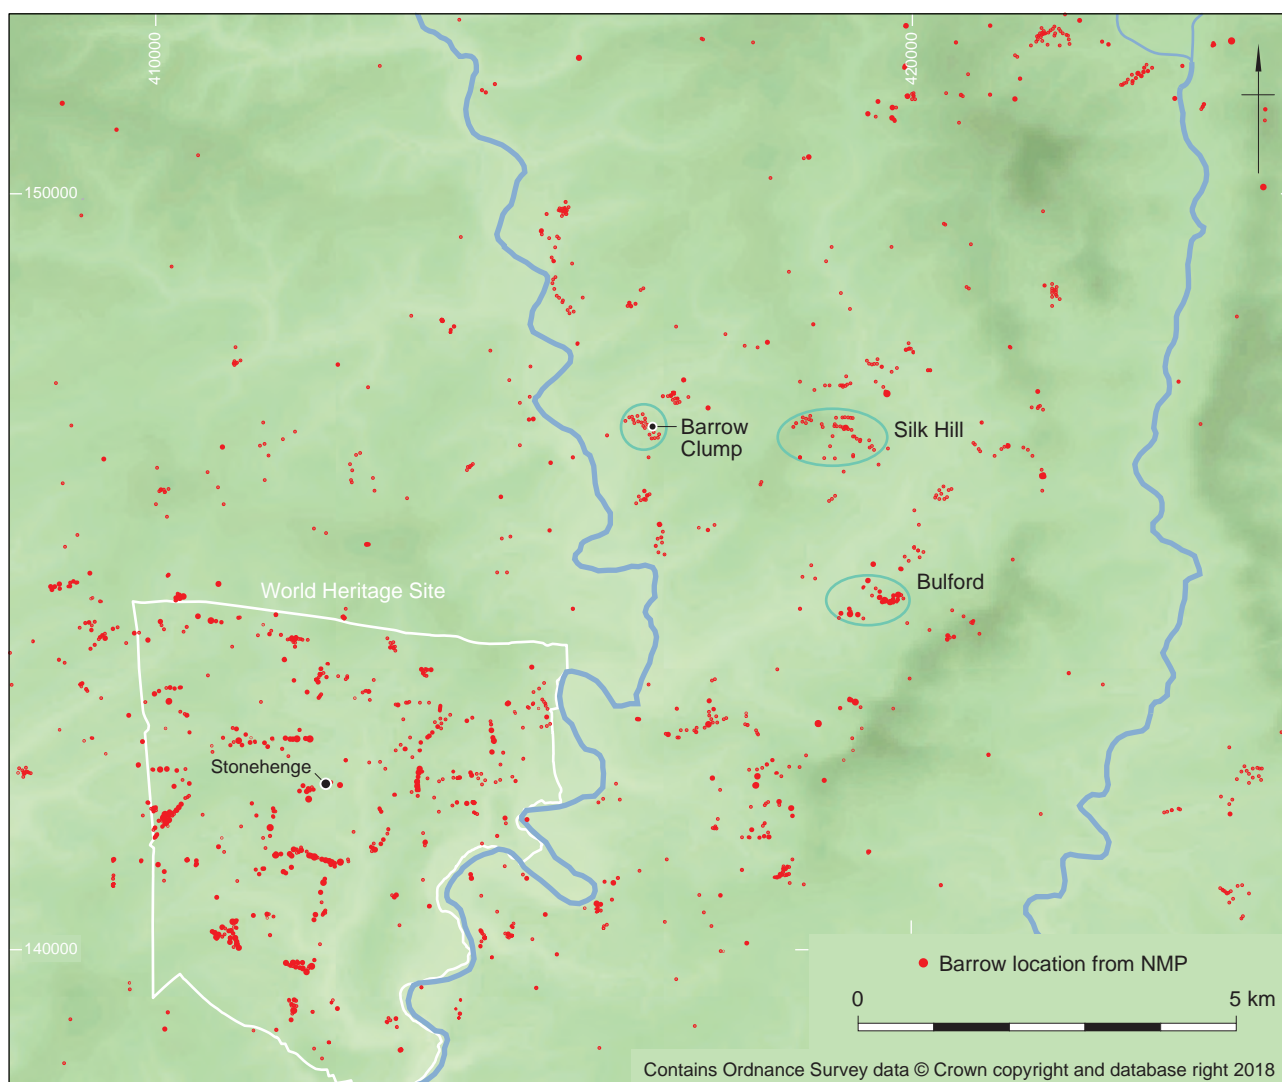 410000
420000
150000
Barrow
Clump
Silk Hill
Bulford
World Heritage Site
Stonehenge
140000
Barrow location from NMP
0
5 km
Contains Ordnance Survey data © Crown copyright and database right 2018